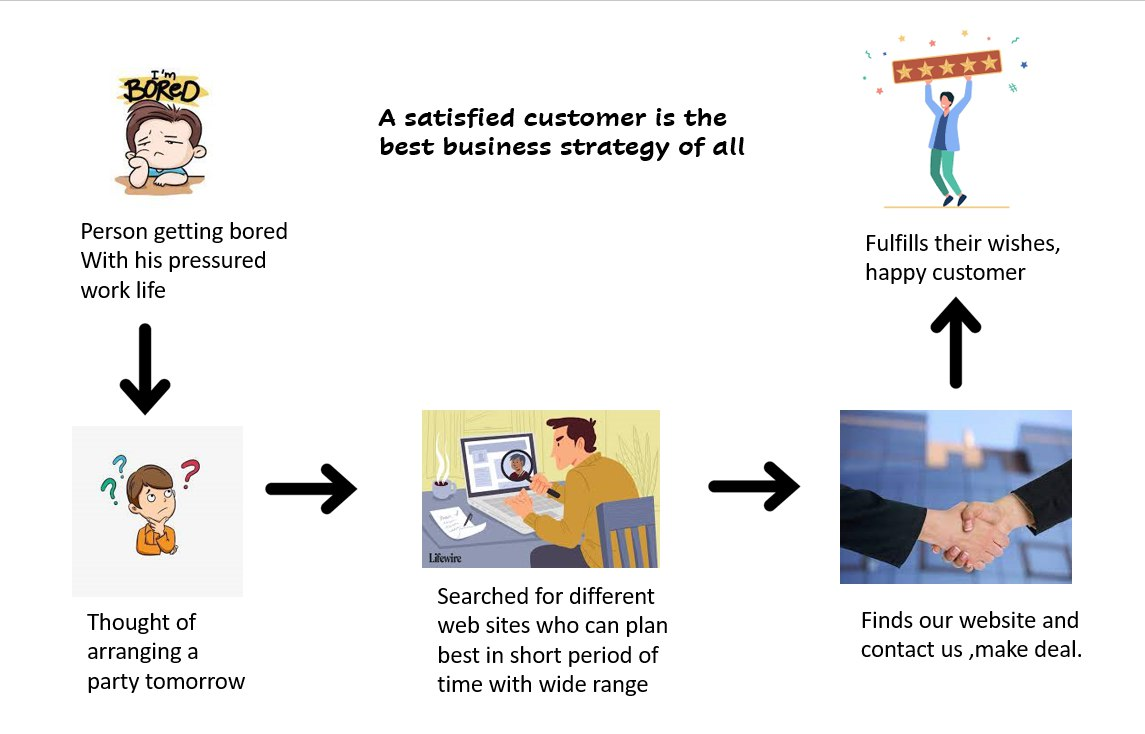 I'm
BORED
A satisfied customer is the
best business strategy of all
Person getting bored
With his pressured
work life
Thought of
arranging a
party tomorrow
Lifewire
Searched for different
web sites who can plan
best in short period of
time with wide range
Finds our website and
contact us ,make deal.
Fulfills their wishes,
happy customer